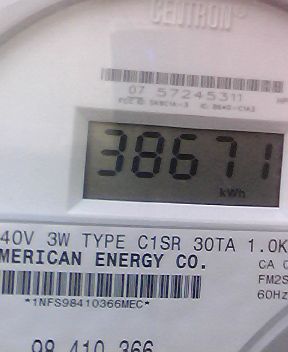 CENTRON®
07 57245311
38671
kWh
40V 3W TYPE C1SR 30TA 1.0K
MERICAN ENERGY CO.
CA
FM2S
60Hz
*1NFS98410366MEC*
98 410 366